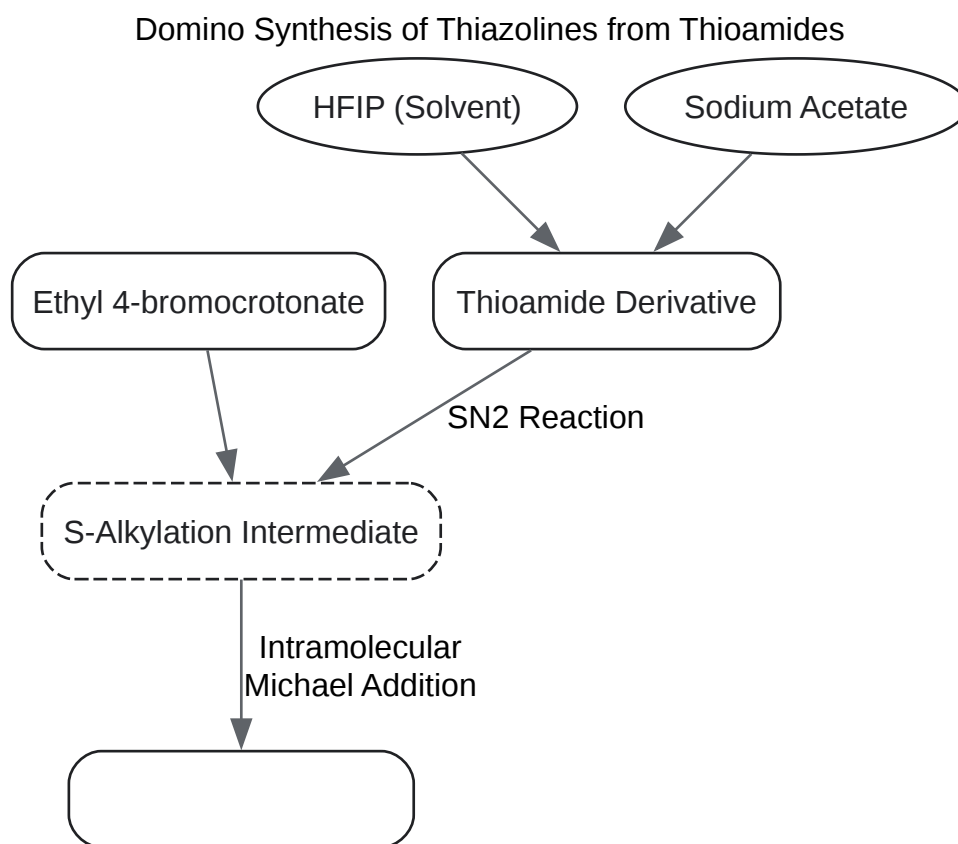 Domino Synthesis of Thiazolines from Thioamides
HFIP (Solvent)
Sodium Acetate
Ethyl 4-bromocrotonate
Thioamide Derivative
SN2 Reaction
S-Alkylation Intermediate
Intramolecular
Michael Addition